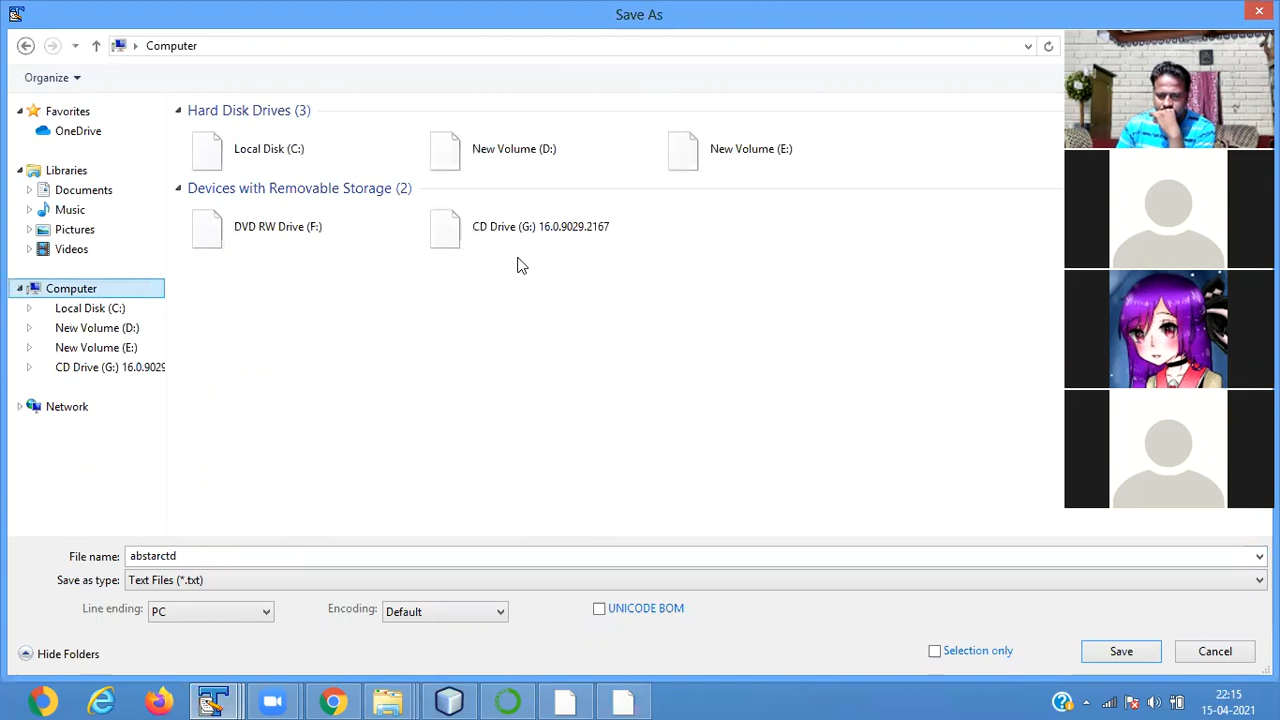 Save As
Computer
Organize
Favorites
OneDrive
Libraries
Documents
Music
Pictures
Videos
Computer
Local Disk (C:)
New Volume (D:)
New Volume (E:)
CD Drive (G:) 16.0.9029
Network
Hard Disk Drives (3)
Local Disk (C:)
New Volume (D:)
New Volume (E:)
Devices with Removable Storage (2)
DVD RW Drive (F:)
CD Drive (G:) 16.0.9029.2167
File name: abstarctd
Save as type: Text Files (*.txt)
Line ending: PC
Encoding: Default
UNICODE BOM
Hide Folders
Selection only
Save
Cancel
22:15
15-04-2021